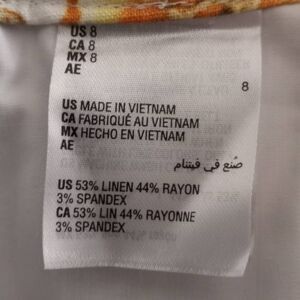 US 8
CA 8
MX 8
AE
8
US MADE IN VIETNAM
CA FABRIQUÉ AU VIETNAM
MX HECHO EN VIETNAM
AE
صُنع في فيتنام
US 53% LINEN 44% RAYON
3% SPANDEX
CA 53% LIN 44% RAYONNE
3% SPANDEX